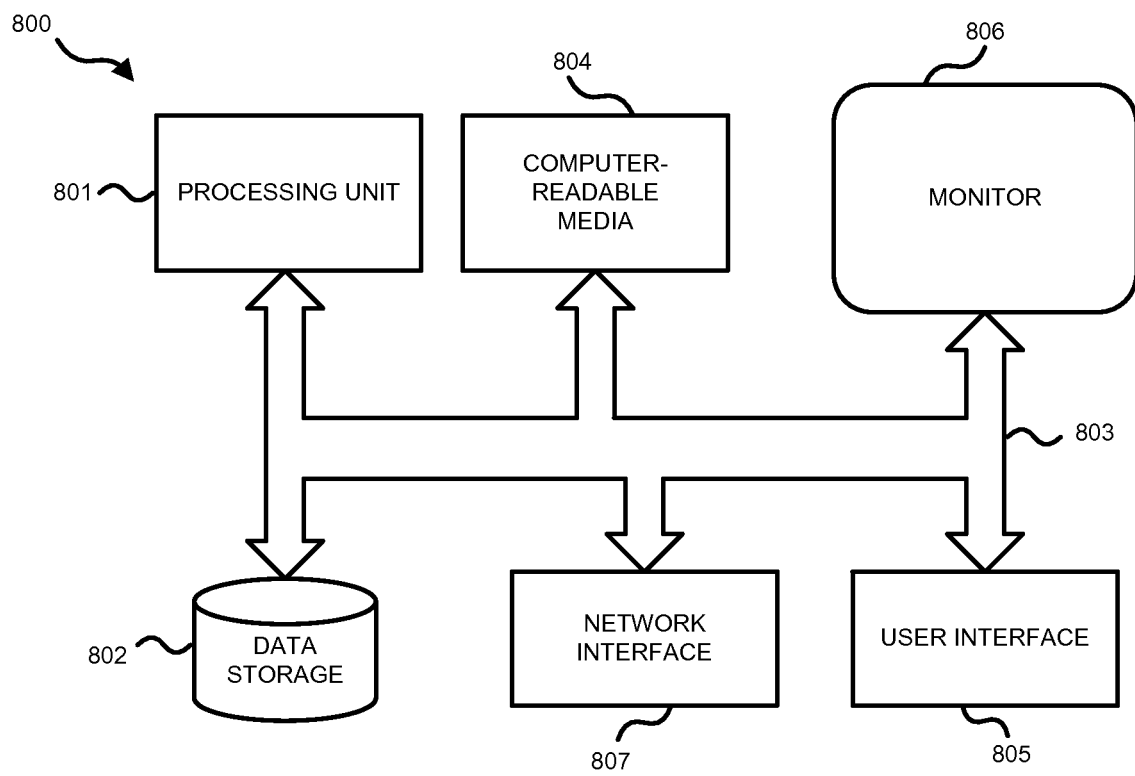 800
806
804
801
PROCESSING UNIT
COMPUTER-
READABLE
MEDIA
MONITOR
803
802
DATA
STORAGE
NETWORK
INTERFACE
USER INTERFACE
807
805